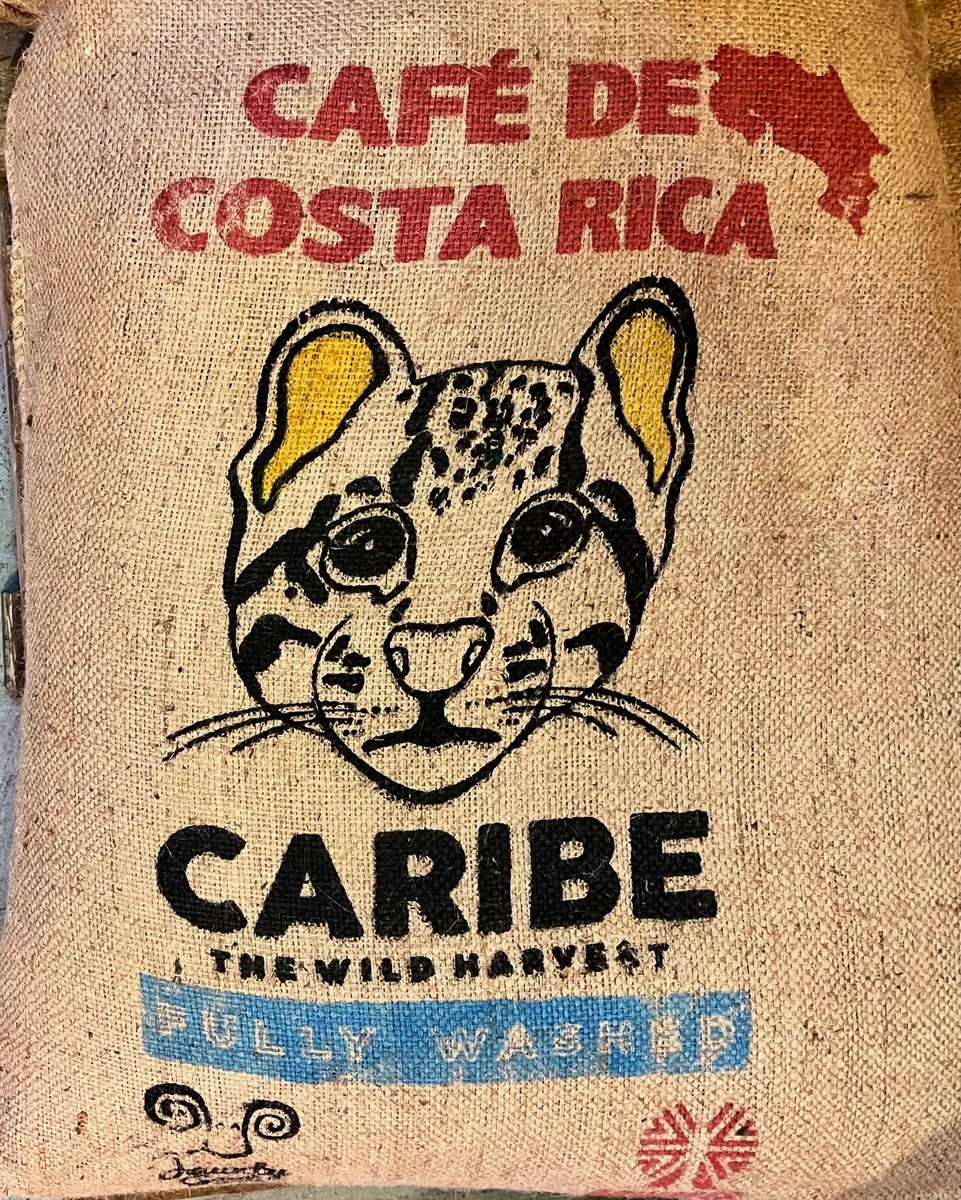 CAFÉ DE
COSTA RICA
CARIBE
THE WILD HARVEST
FULLY WASHED